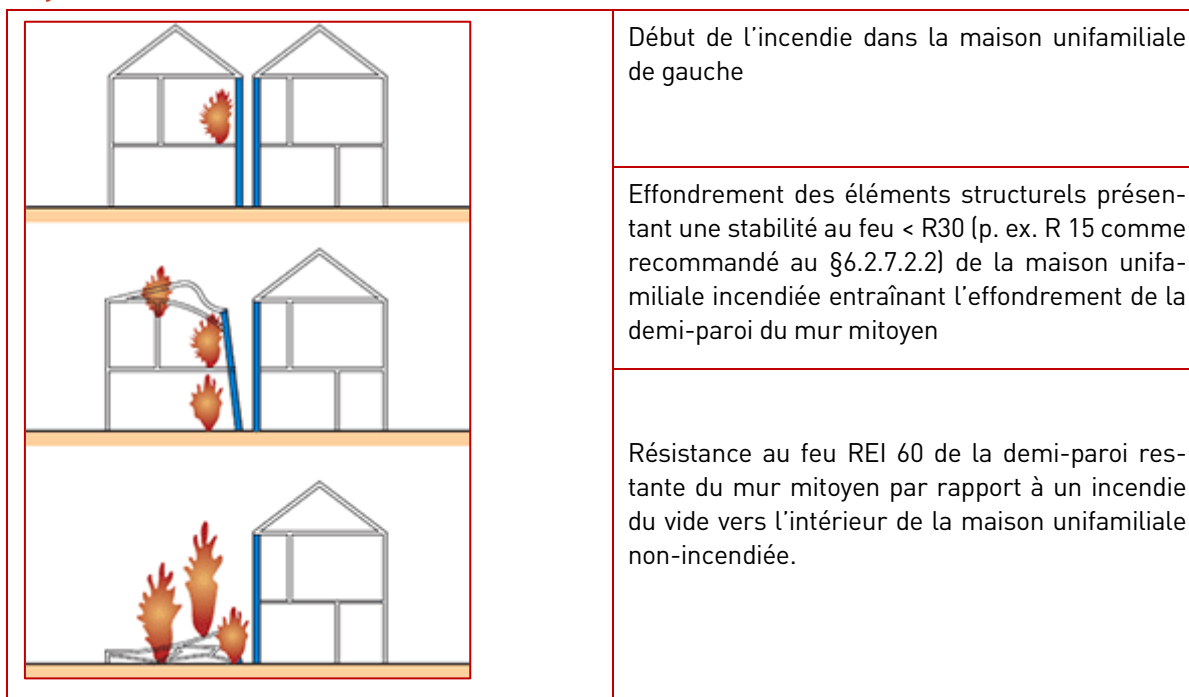 Début de l’incendie dans la maison unifamiliale
de gauche
Effondrement des éléments structurels présen-
tant une stabilité au feu < R30 (p. ex. R 15 comme
recommandé au §6.2.7.2.2) de la maison unifa-
miliale incendiée entraînant l’effondrement de la
demi-paroi du mur mitoyen
Résistance au feu REI 60 de la demi-paroi res-
tante du mur mitoyen par rapport à un incendie
du vide vers l’intérieur de la maison unifamiliale
non-incendiée.